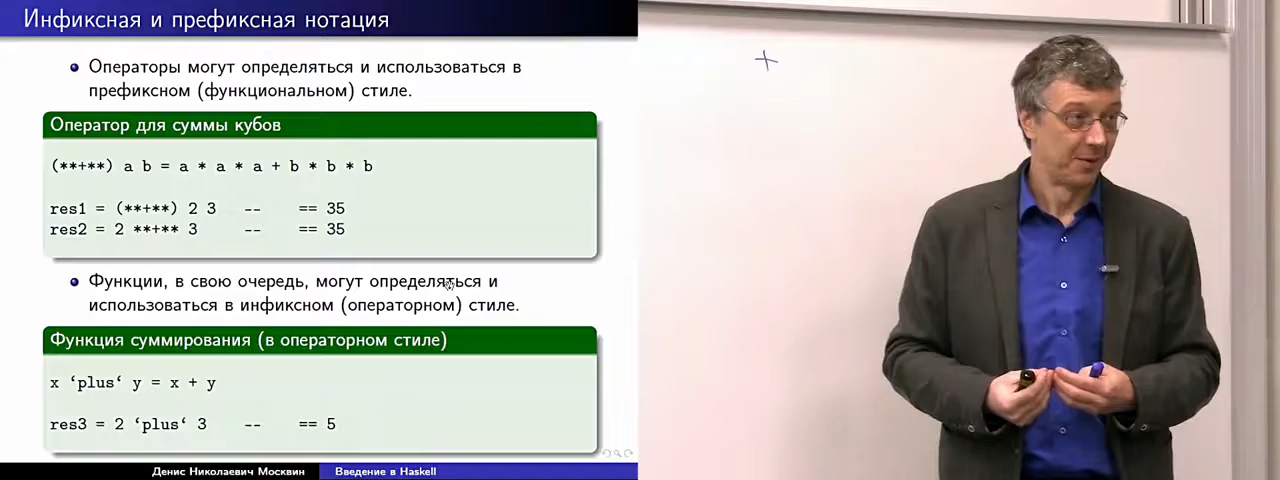 Инфиксная и префиксная нотация
Операторы могут определяться и использоваться в
префиксном (функциональном) стиле.
Оператор для суммы кубов
(**+**) a b = a * a * a + b * b * b
res1 = (**+**) 2 3 -- == 35
res2 = 2 **+** 3 -- == 35
Функции, в свою очередь, могут определяться и
использоваться в инфиксном (операторном) стиле.
Функция суммирования (в операторном стиле)
x ‘plus‘ y = x + y
res3 = 2 ‘plus‘ 3 -- == 5
Денис Николаевич Москвин Введение в Haskell
+